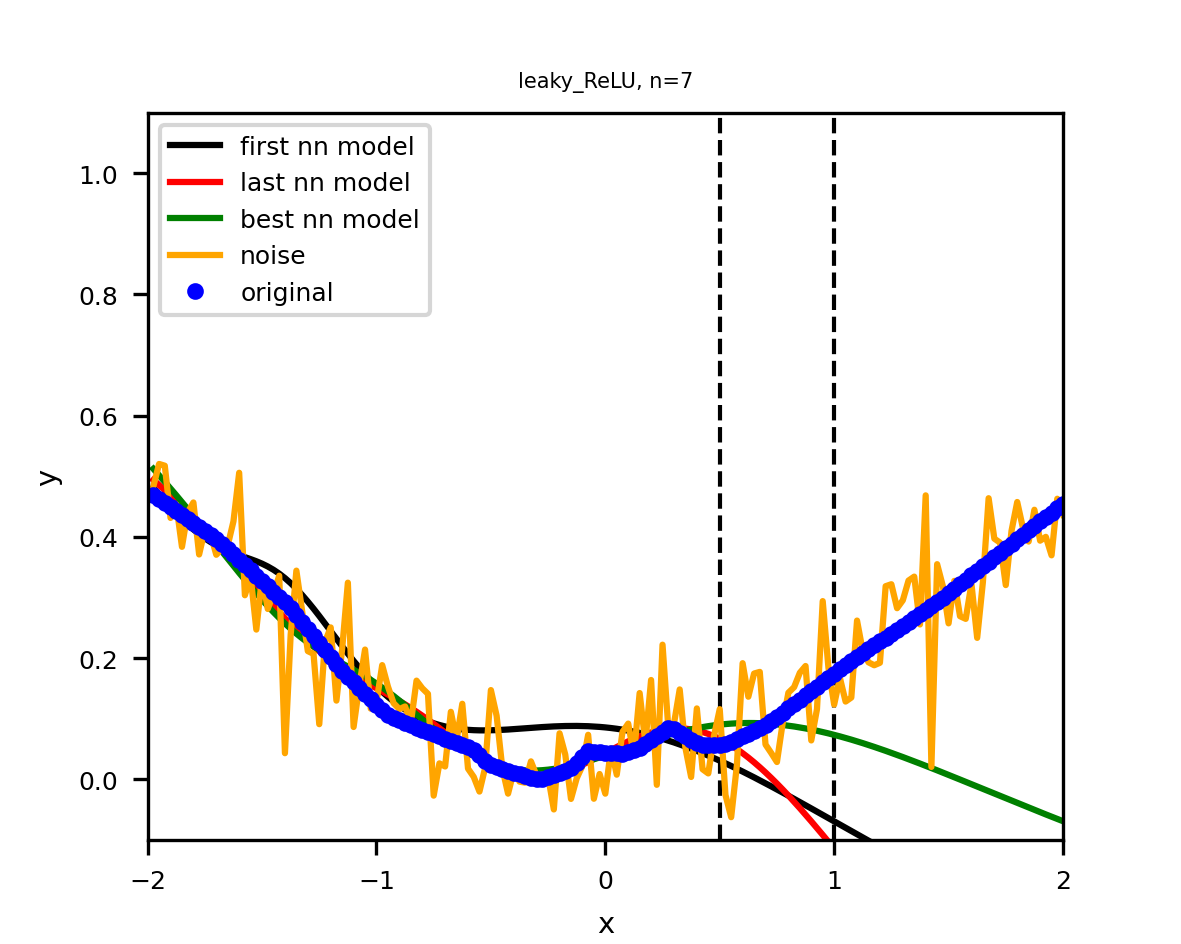 leaky_ReLU, n=7
first nn model
last nn model
best nn model
noise
original
1.0
0.8
0.6
0.4
0.2
0.0
y
−2
−1
0
1
2
x